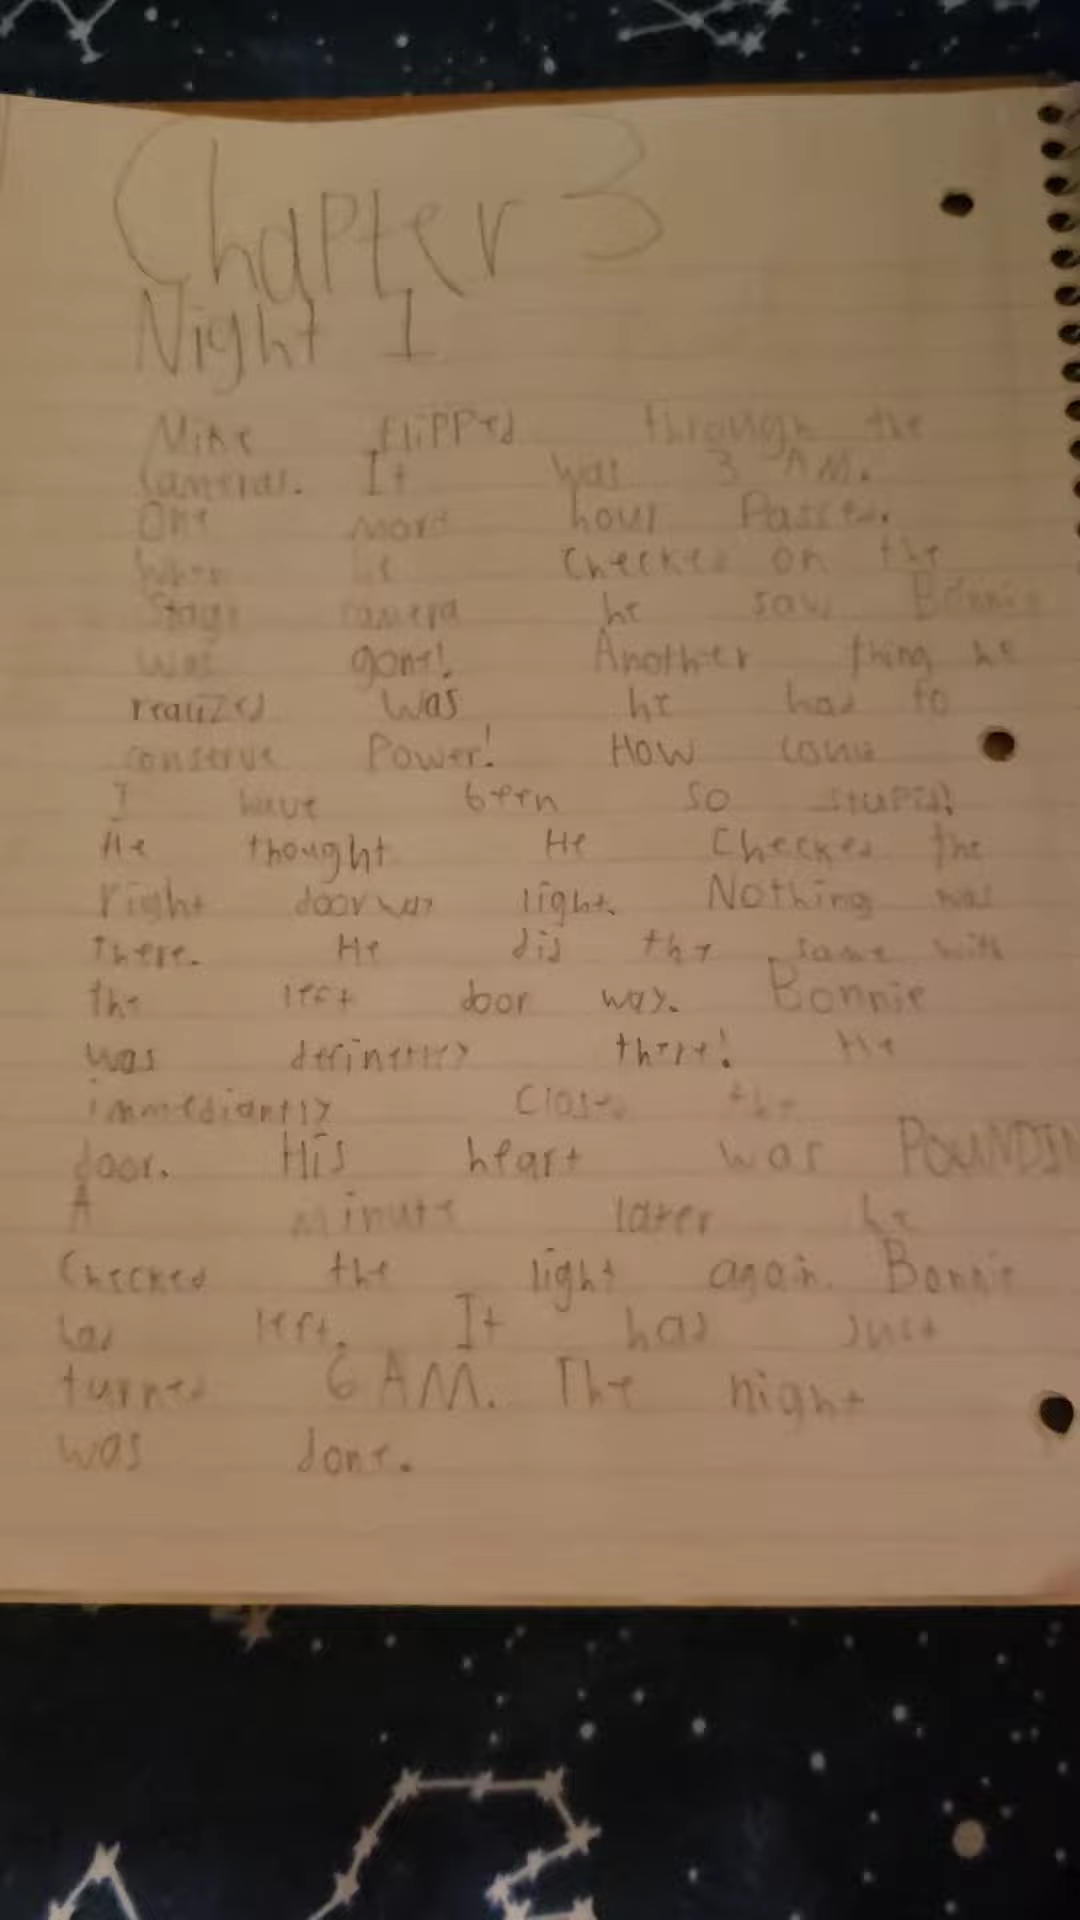 Chapter 3
Night 1
Mike flipped through the
cameras. It was 3 AM.
One more hour Passed.
When he Checked on the
Stage camera he saw Bonnie
was gone! Another thing he
realized was he had to
conserve Power! How could
I have been so stupid!
He thought He Checked the
right doorway light. Nothing was
there. He did the same with
the left door way. Bonnie
was definetely there! He
immediantly Closed the
door. His heart was POUNDIN
A minute later he
Checked the light again. Bonnie
had left. It had Just
turned 6 AM. The night
was done.